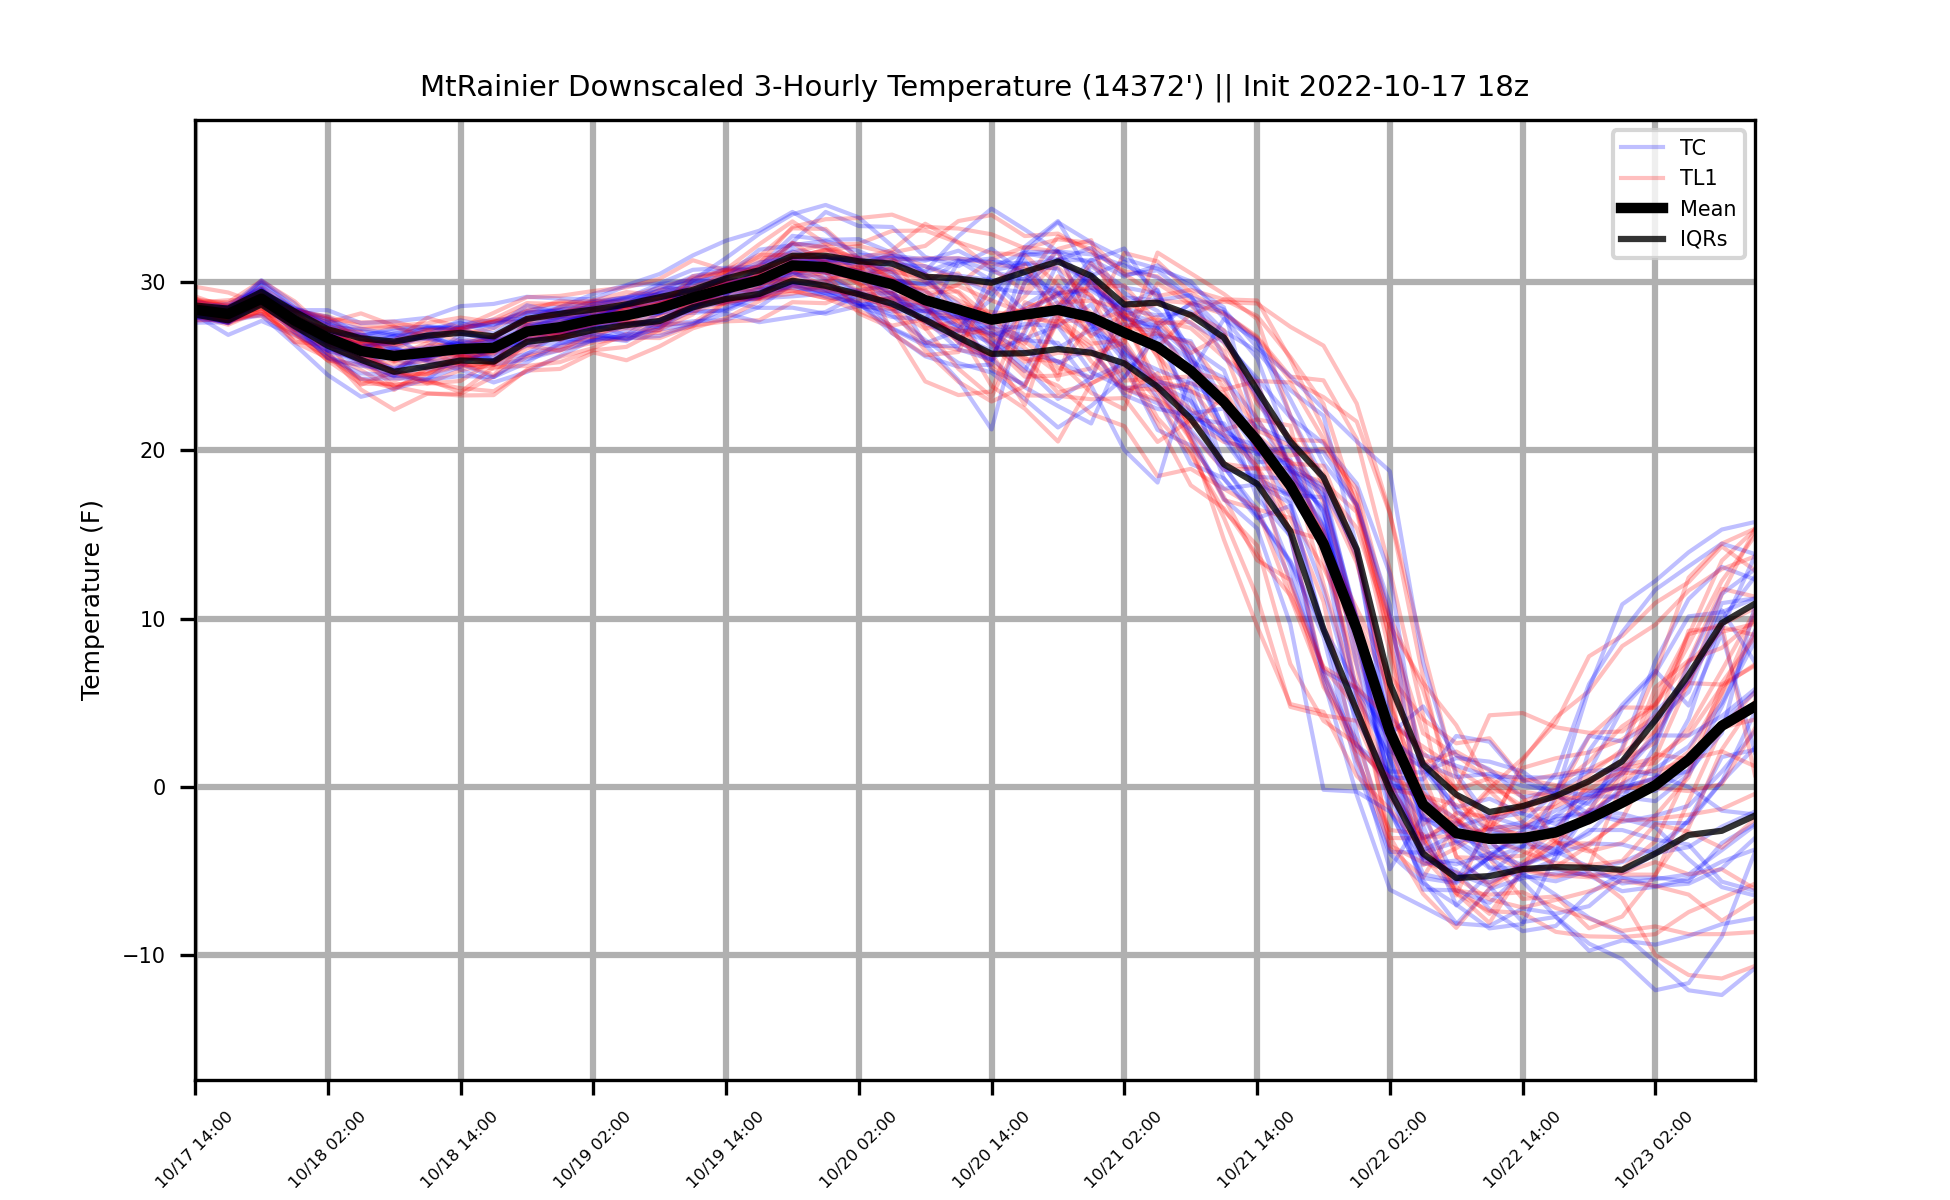 MtRainier Downscaled 3-Hourly Temperature (14372') || Init 2022-10-17 18z
TC
TL1
Mean
IQRs
Temperature (F)
30
20
10
0
−10
10/17 14:00
10/18 02:00
10/18 14:00
10/19 02:00
10/19 14:00
10/20 02:00
10/20 14:00
10/21 02:00
10/21 14:00
10/22 02:00
10/22 14:00
10/23 02:00